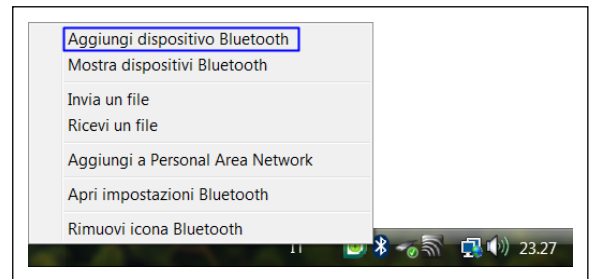 Aggiungi dispositivo Bluetooth
Mostra dispositivi Bluetooth
Invia un file
Ricevi un file
Aggiungi a Personal Area Network
Apri impostazioni Bluetooth
Rimuovi icona Bluetooth
IT 23.27